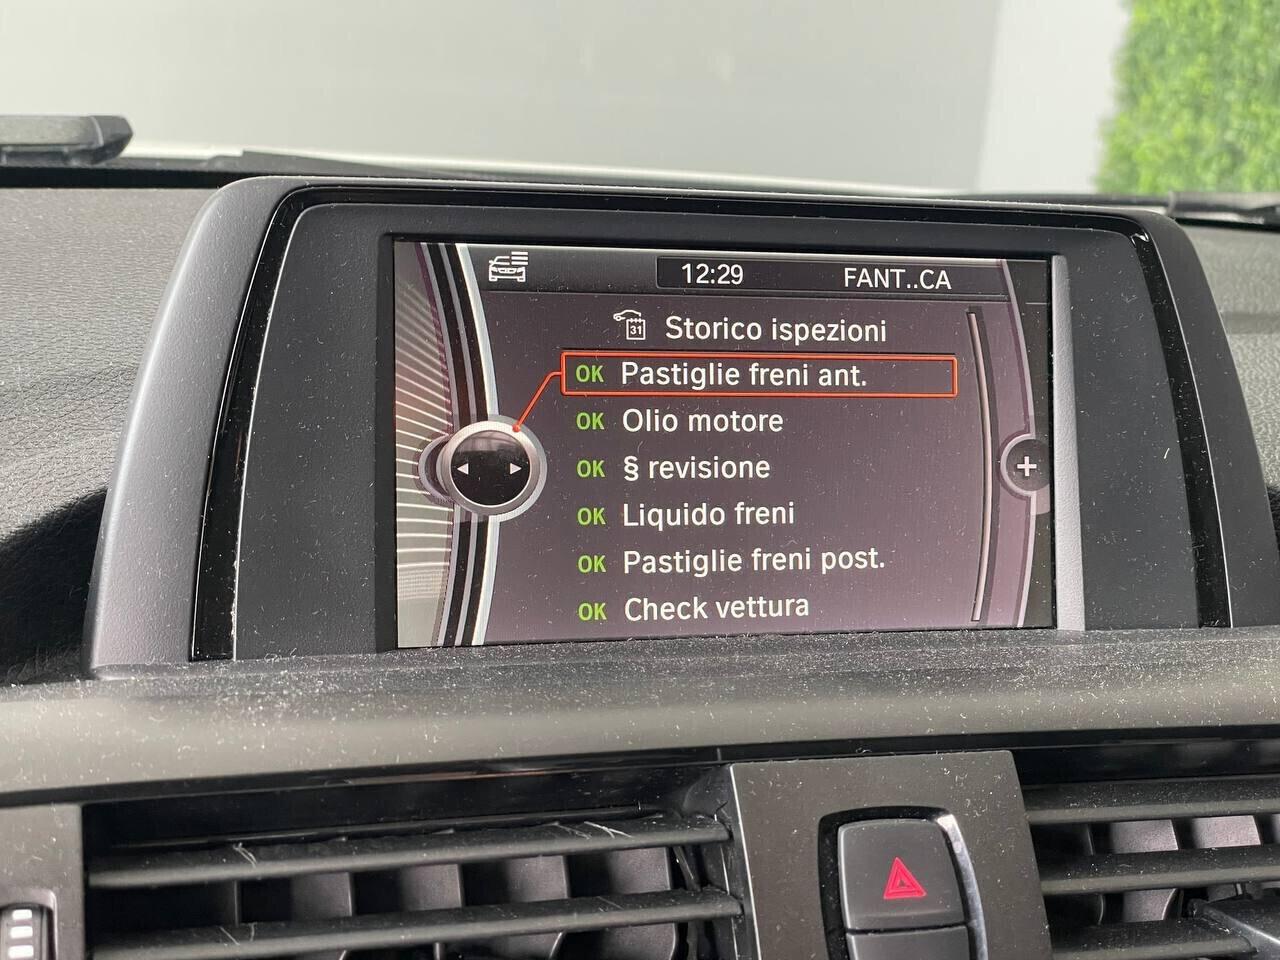 12:29 FANT..CA
31 Storico ispezioni
OK Pastiglie freni ant.
OK Olio motore
OK § revisione
OK Liquido freni
OK Pastiglie freni post.
OK Check vettura